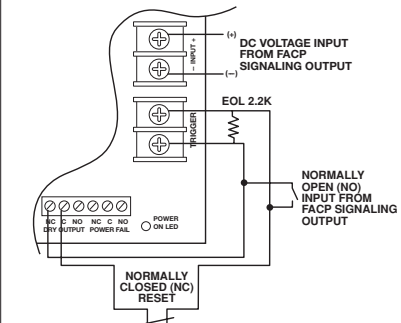 (+)
DC VOLTAGE INPUT
FROM FACP
SIGNALING OUTPUT
– INPUT +
(–)
EOL 2.2K
TRIGGER
NORMALLY
OPEN (NO)
INPUT FROM
FACP SIGNALING
OUTPUT
NC C NO NC C NO
DRY OUTPUT POWER FAIL
POWER
ON LED
NORMALLY
CLOSED (NC)
RESET